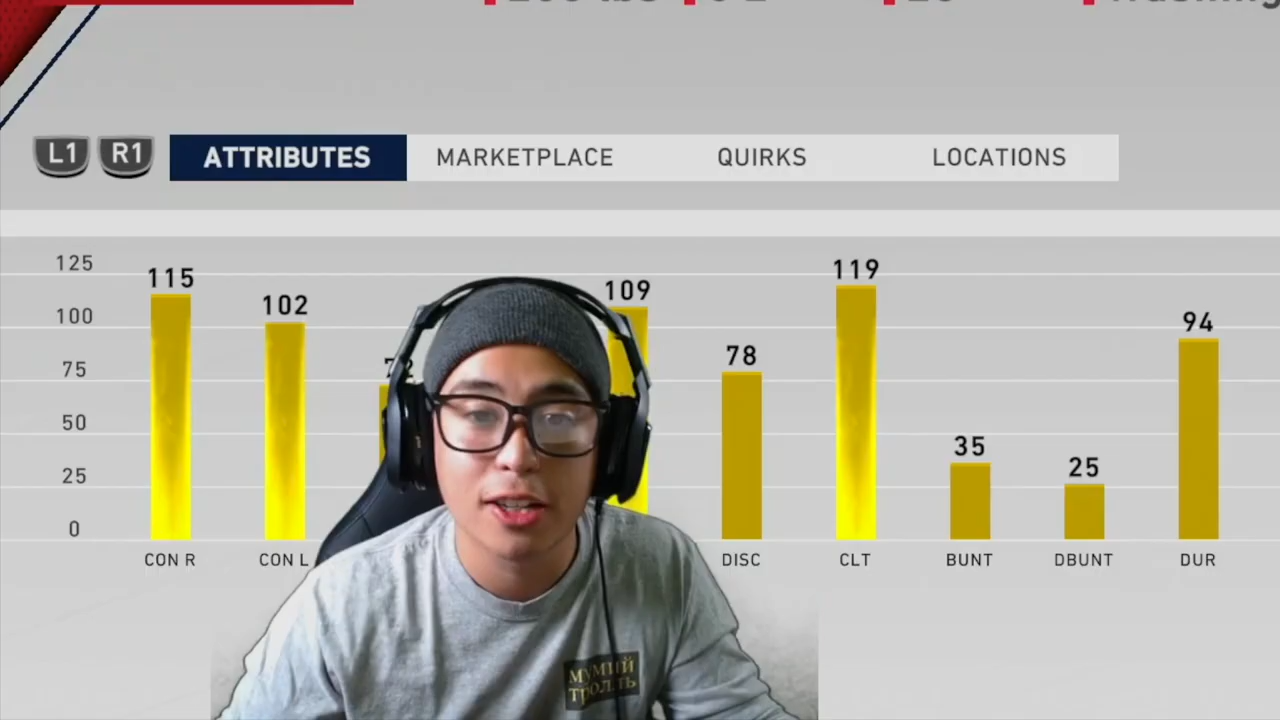 L1 R1 ATTRIBUTES MARKETPLACE QUIRKS LOCATIONS
125
100
75
50
25
0
115 102 109 78 119 35 25 94
CON R CON L DISC CLT BUNT DBUNT DUR
МУМИЙ
ТРОЛЛЬ